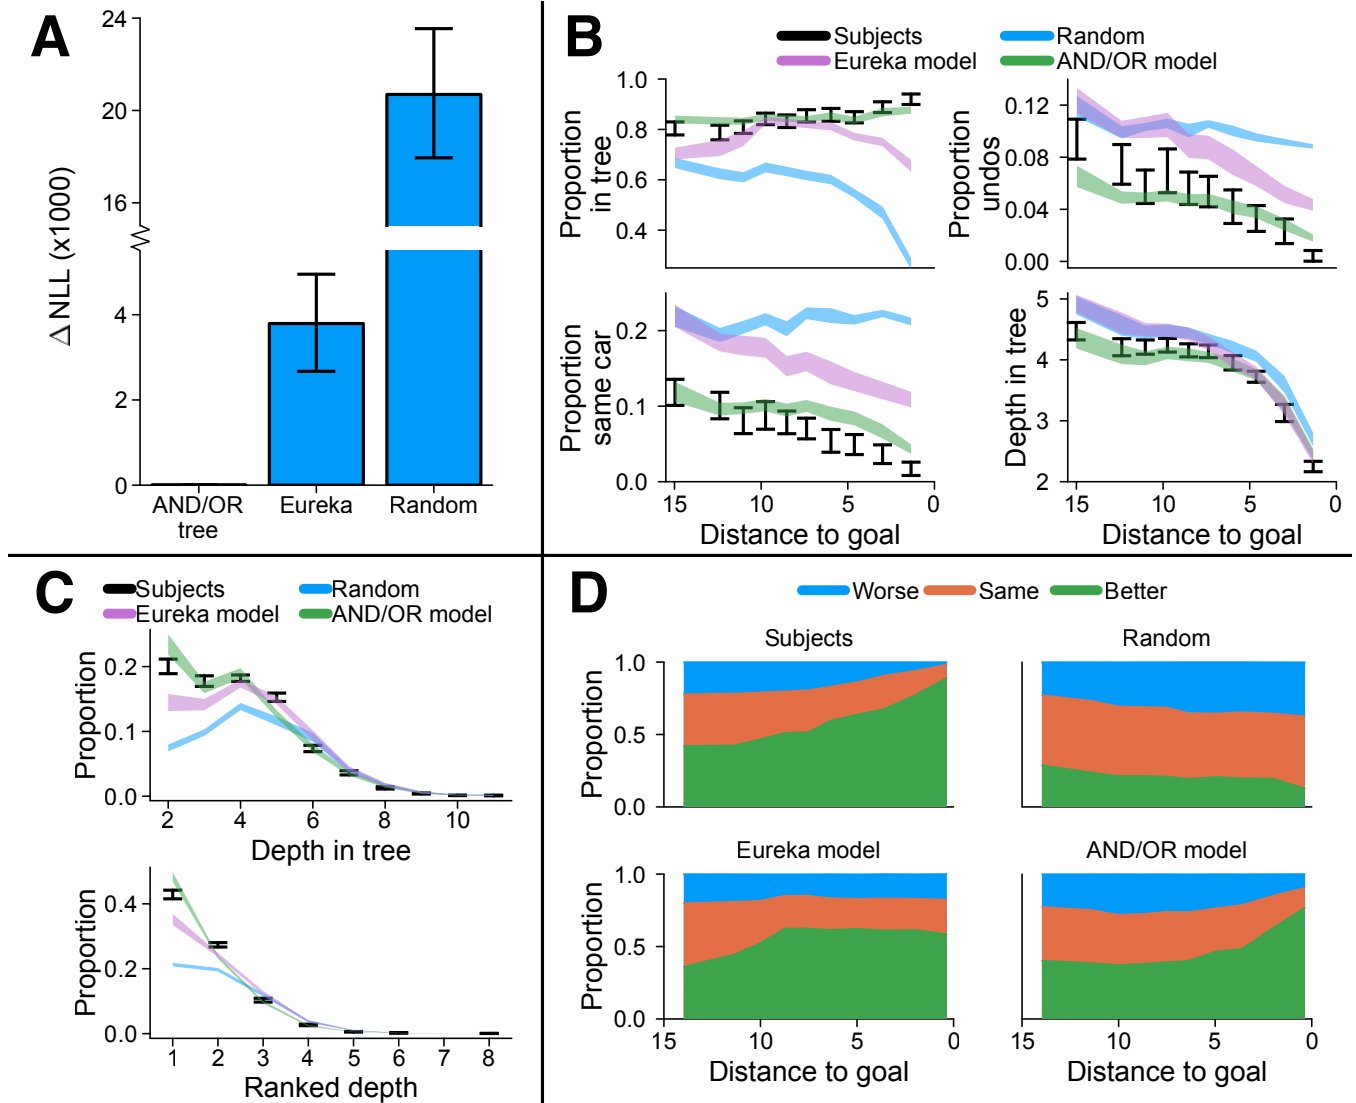 A
24
20
16
4
2
0
△ NLL (x1000)
AND/OR
tree
Eureka
Random
B
Subjects
Random
Eureka model
AND/OR model
1.0
0.8
0.6
0.4
Proportion
in tree
0.12
0.08
0.04
0.00
Proportion
undos
0.2
0.1
0.0
Proportion
same car
15
10
5
0
Distance to goal
5
4
3
2
Depth in tree
15
10
5
0
Distance to goal
C
Subjects
Random
Eureka model
AND/OR model
0.2
0.1
0.0
Proportion
2
4
6
8
10
Depth in tree
0.4
0.2
0.0
Proportion
1
2
3
4
5
6
7
8
Ranked depth
D
Worse
Same
Better
Subjects
1.0
0.5
0.0
Proportion
Random
Eureka model
1.0
0.5
0.0
Proportion
15
10
5
0
Distance to goal
AND/OR model
15
10
5
0
Distance to goal